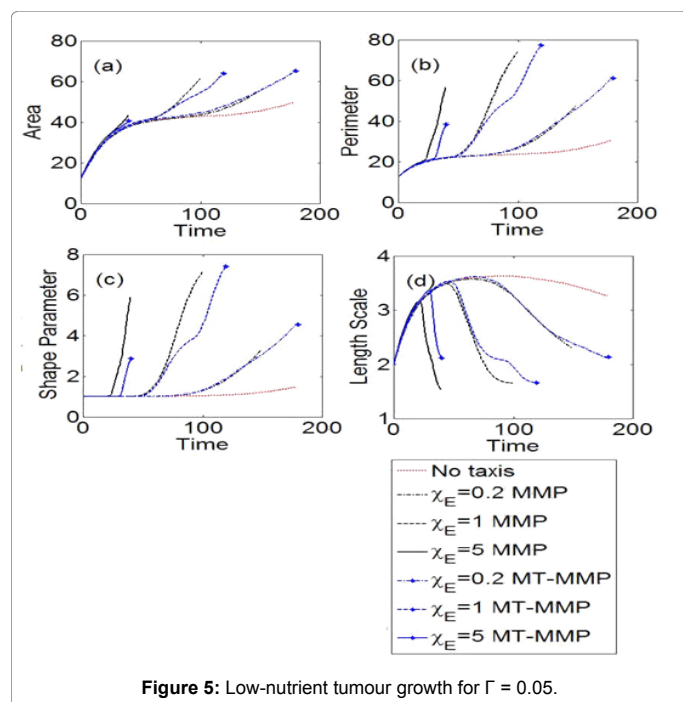 80
60
40
20
0
(a)
Area
0
100
200
Time
80
60
40
20
0
(b)
Perimeter
0
100
200
Time
8
6
4
2
0
(c)
Shape Parameter
0
100
200
Time
4
3
2
1
(d)
Length Scale
0
100
200
Time
No taxis
χE=0.2 MMP
χE=1 MMP
χE=5 MMP
χE=0.2 MT-MMP
χE=1 MT-MMP
χE=5 MT-MMP
Figure 5: Low-nutrient tumour growth for Γ = 0.05.